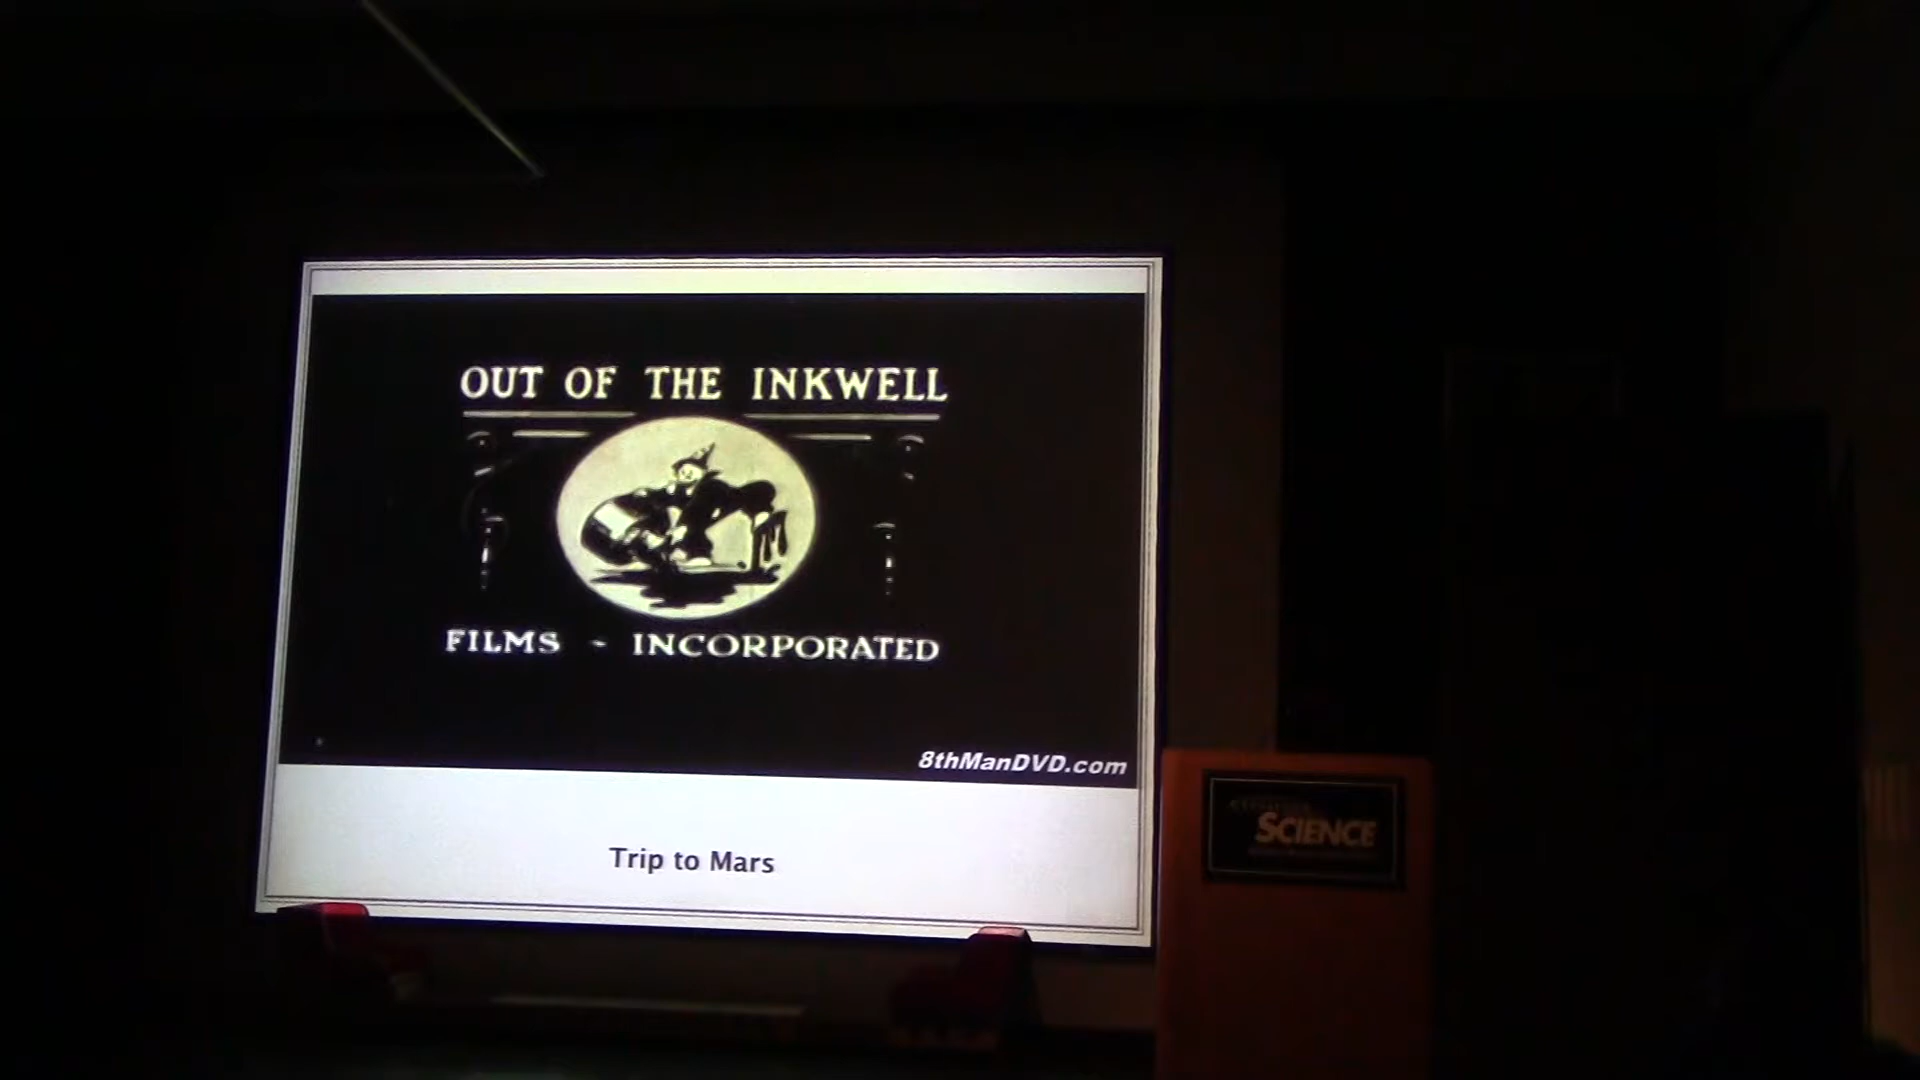 OUT OF THE INKWELL
FILMS - INCORPORATED
8thManDVD.com
Trip to Mars
SCIENCE